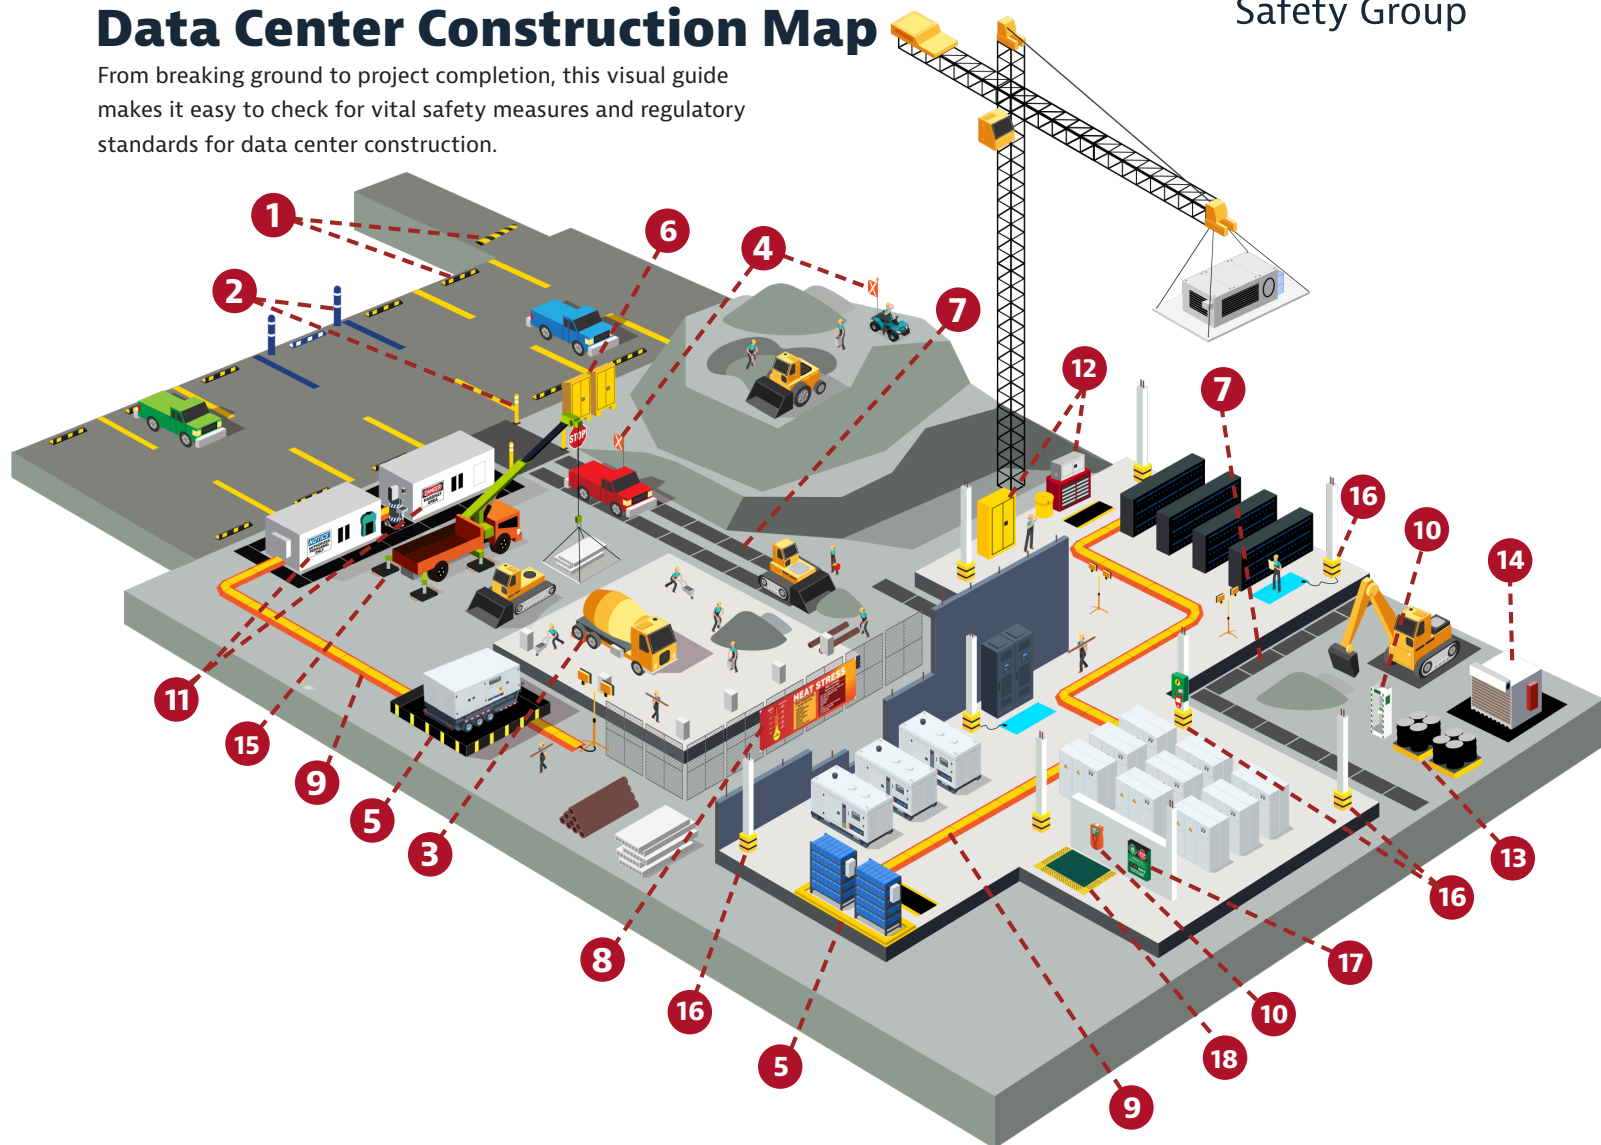 Data Center Construction Map
Safety Group
From breaking ground to project completion, this visual guide
makes it easy to check for vital safety measures and regulatory
standards for data center construction.
1
6
4
2
7
12
7
STOP
16
10
14
DANGER
NOTICE
11
HEAT STRESS
15
9
5
3
13
16
8
17
16
10
18
5
9